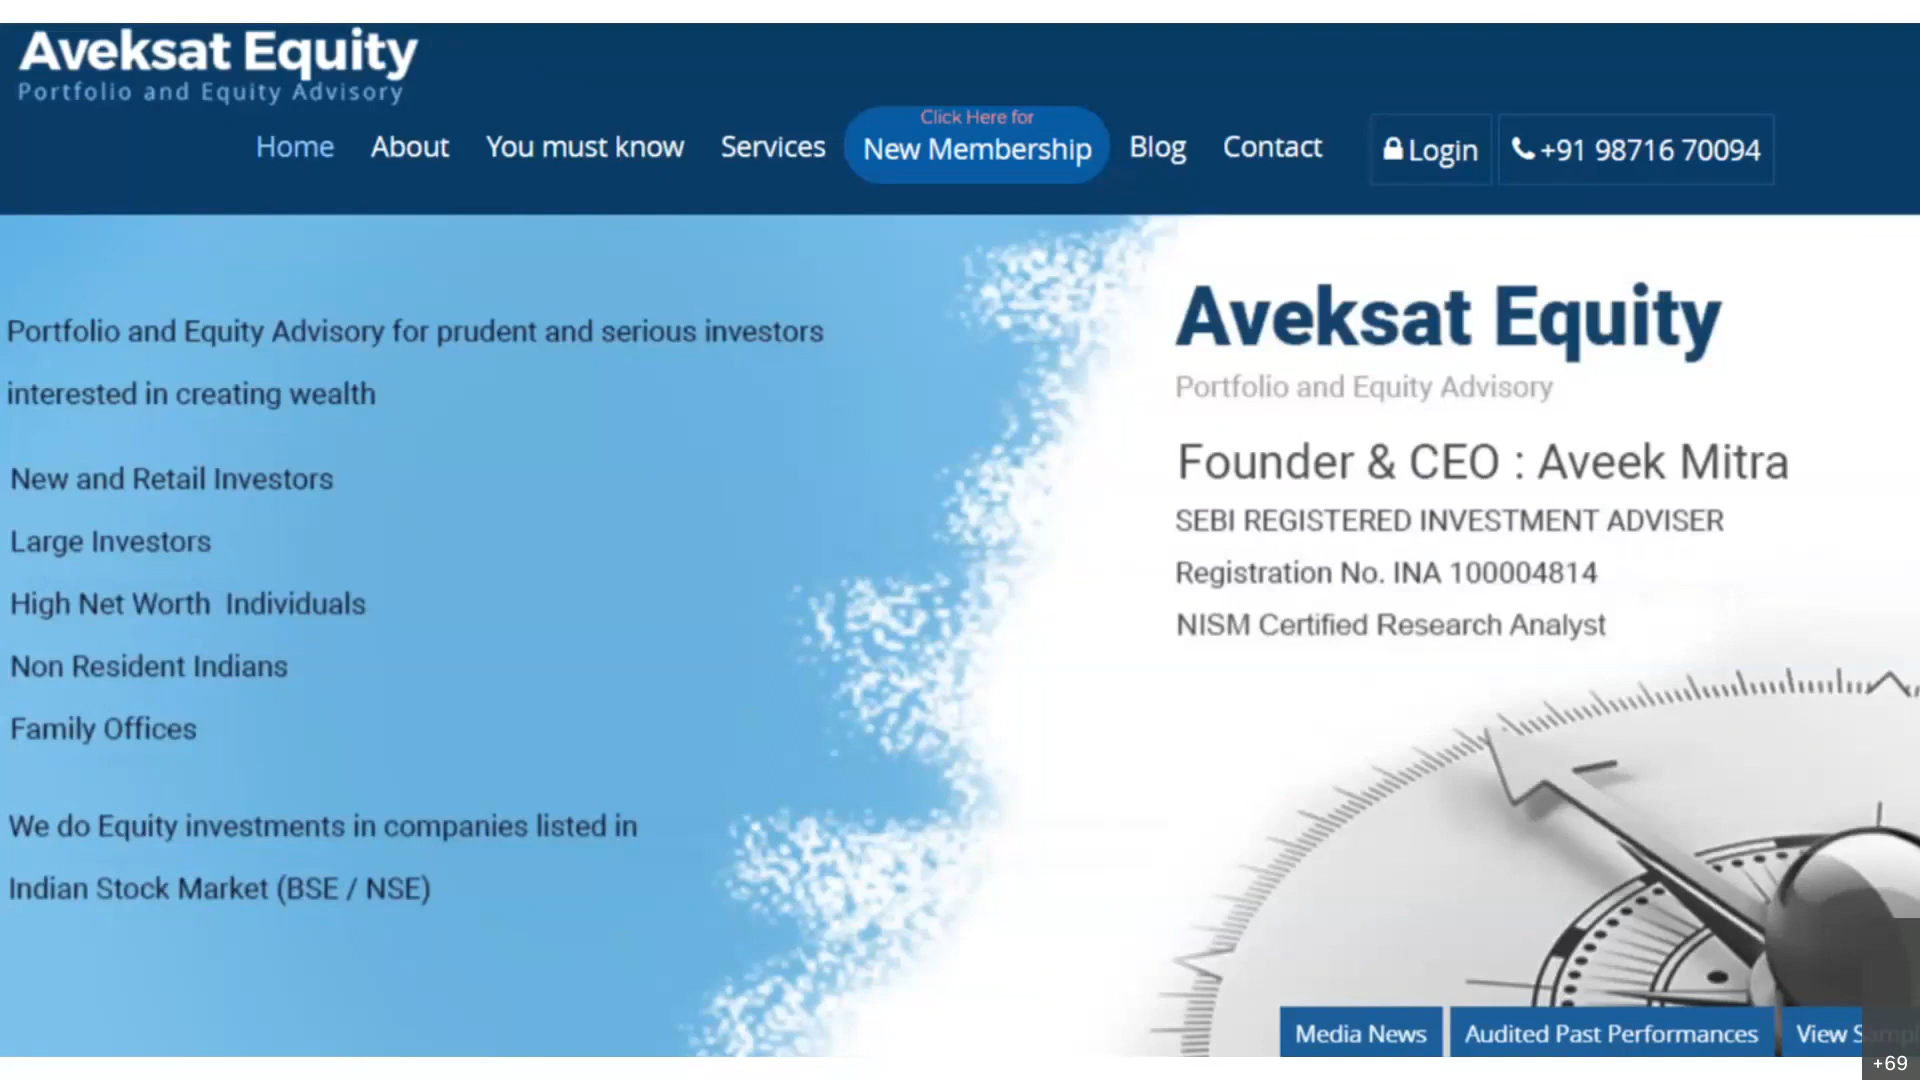 Aveksat Equity
Portfolio and Equity Advisory
Home About You must know Services Click Here for New Membership Blog Contact Login +91 98716 70094
Portfolio and Equity Advisory for prudent and serious investors
interested in creating wealth
New and Retail Investors
Large Investors
High Net Worth Individuals
Non Resident Indians
Family Offices
We do Equity investments in companies listed in
Indian Stock Market (BSE / NSE)
Aveksat Equity
Portfolio and Equity Advisory
Founder & CEO : Aveek Mitra
SEBI REGISTERED INVESTMENT ADVISER
Registration No. INA 100004814
NISM Certified Research Analyst
Media News Audited Past Performances View Sampl
+69